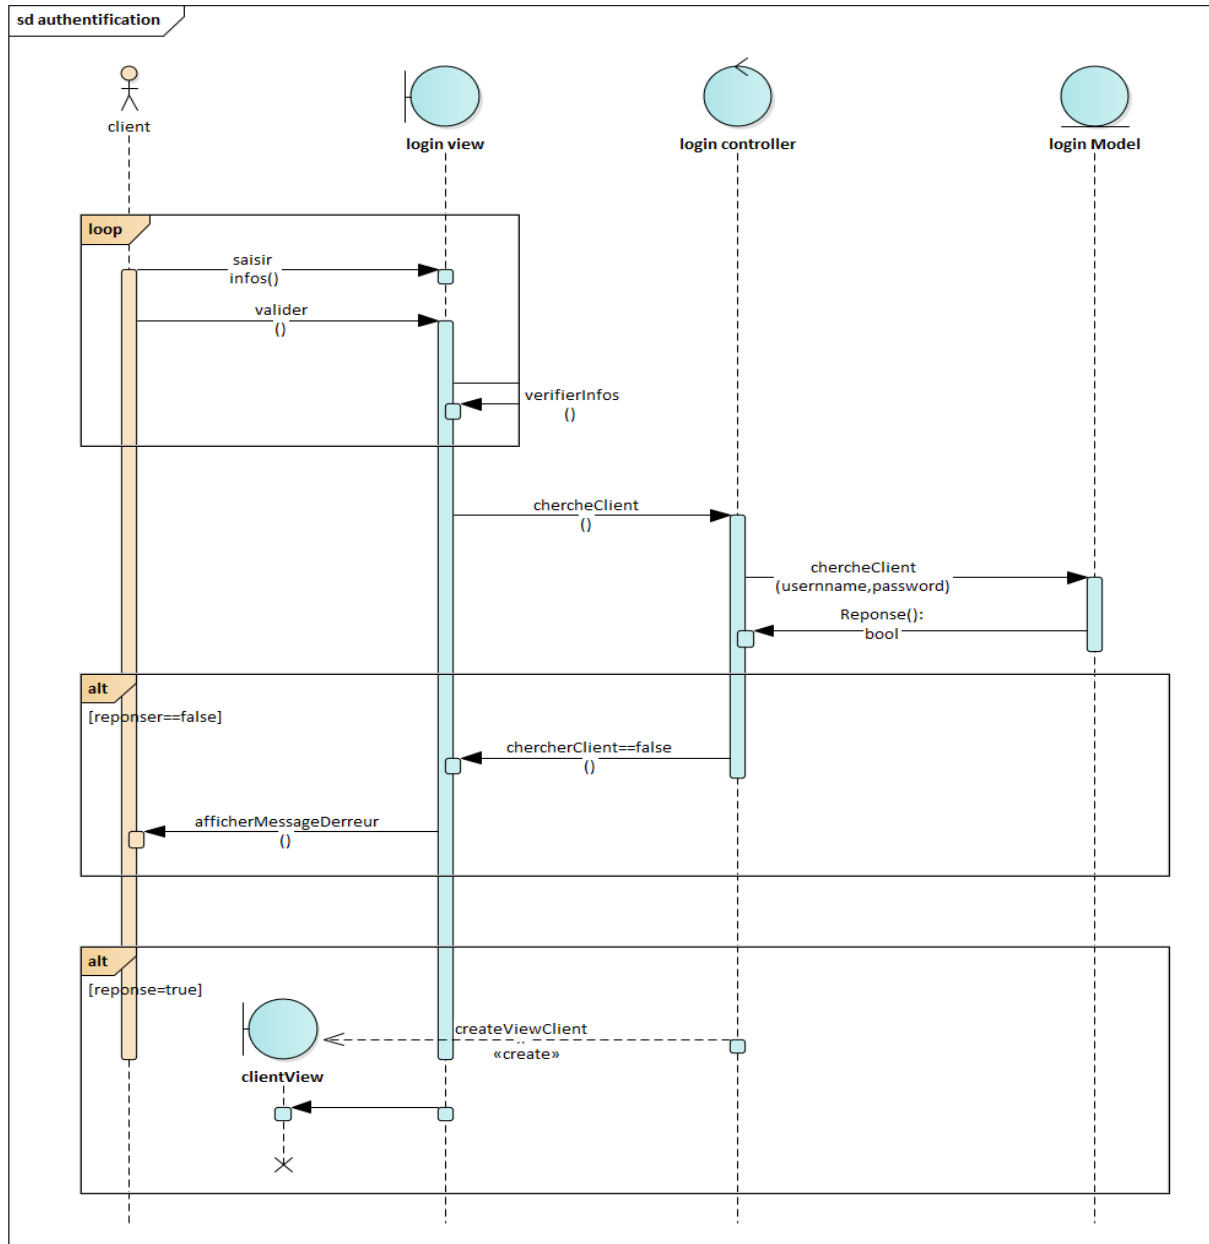 sd authentification
client
login view
login controller
login Model
loop
saisir
infos()
valider
()
verifierInfos
()
chercheClient
()
chercheClient
(usernname,password)
Reponse():
bool
alt
[reponser==false]
chercherClient==false
()
afficherMessageDerreur
()
alt
[reponse=true]
createViewClient
«create»
clientView